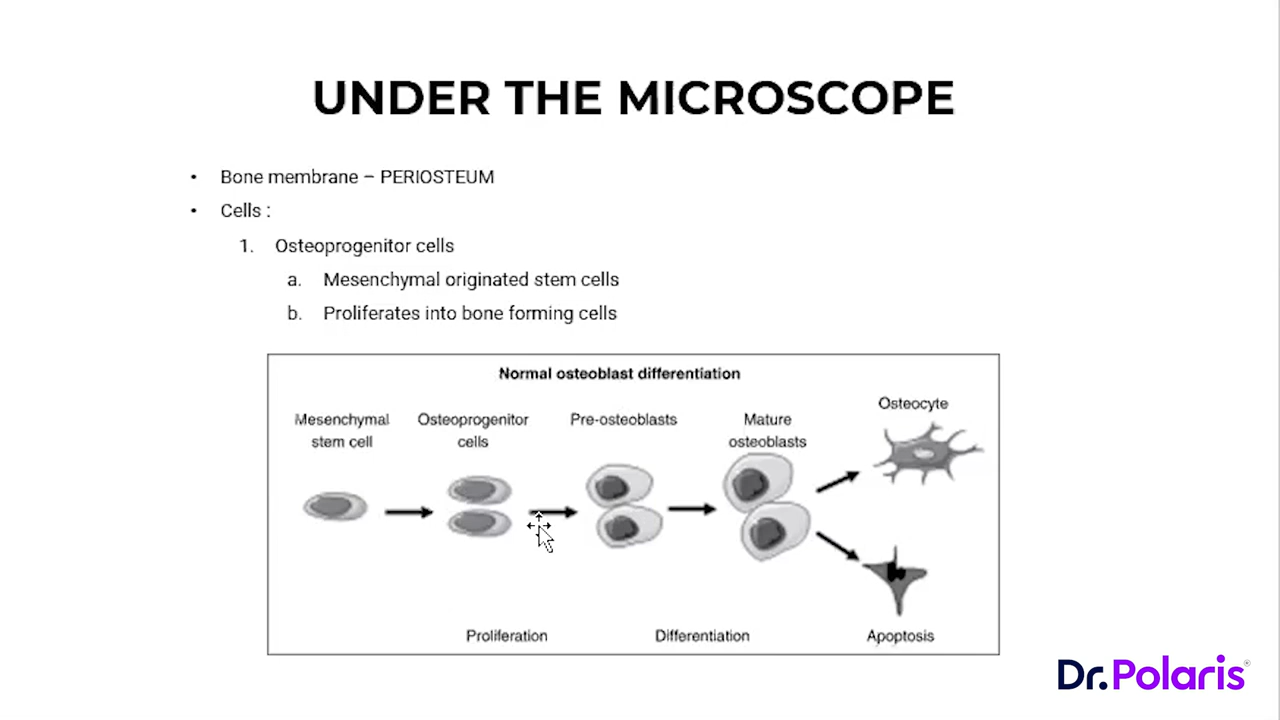 UNDER THE MICROSCOPE
• Bone membrane – PERIOSTEUM
• Cells :
1. Osteoprogenitor cells
a. Mesenchymal originated stem cells
b. Proliferates into bone forming cells
Normal osteoblast differentiation
Mesenchymal
stem cell
Osteoprogenitor
cells
Pre-osteoblasts
Mature
osteoblasts
Osteocyte
Proliferation
Differentiation
Apoptosis
Dr.Polaris®